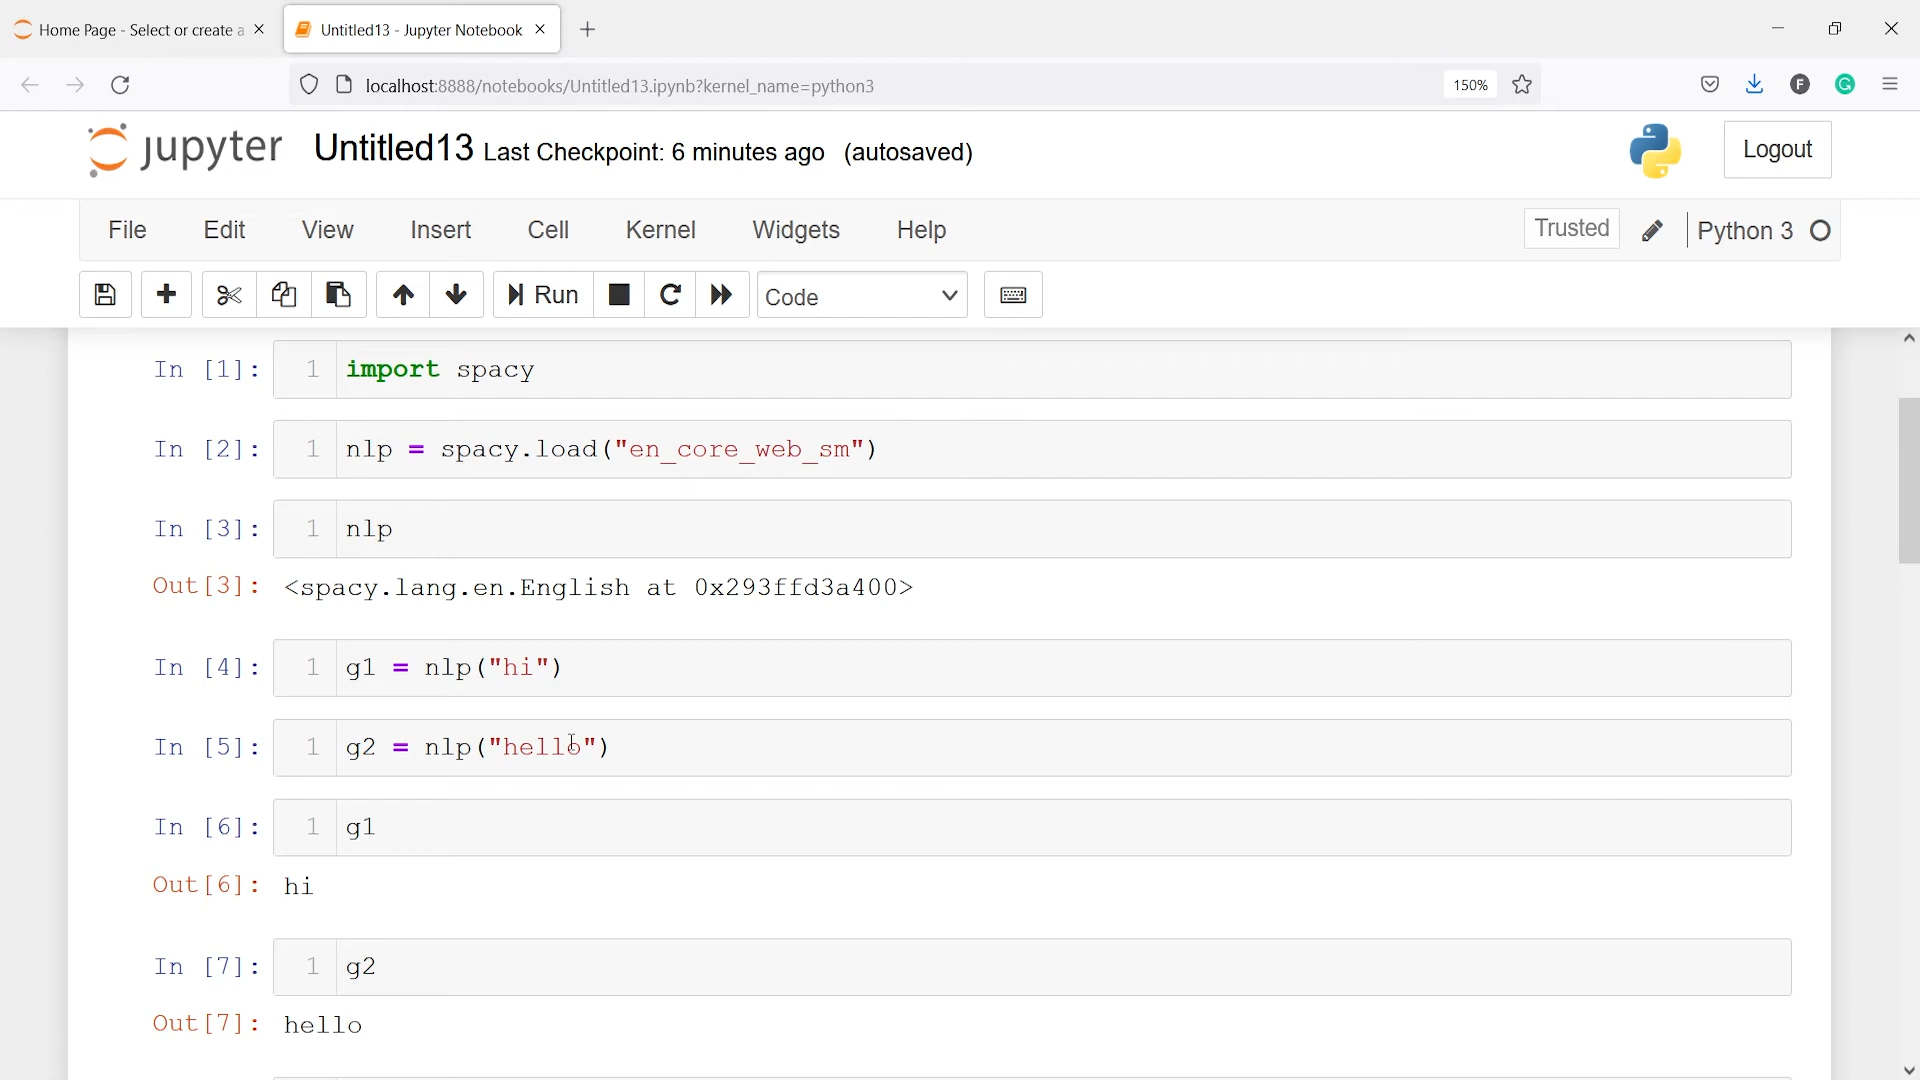 Home Page - Select or create a
Untitled13 - Jupyter Notebook
localhost:8888/notebooks/Untitled13.ipynb?kernel_name=python3
150%
F
G
jupyter Untitled13 Last Checkpoint: 6 minutes ago (autosaved)
Logout
File Edit View Insert Cell Kernel Widgets Help
Trusted
Python 3
Run
Code
In [1]: 1 import spacy
In [2]: 1 nlp = spacy.load("en_core_web_sm")
In [3]: 1 nlp
Out[3]: <spacy.lang.en.English at 0x293ffd3a400>
In [4]: 1 g1 = nlp("hi")
In [5]: 1 g2 = nlp("hello")
In [6]: 1 g1
Out[6]: hi
In [7]: 1 g2
Out[7]: hello